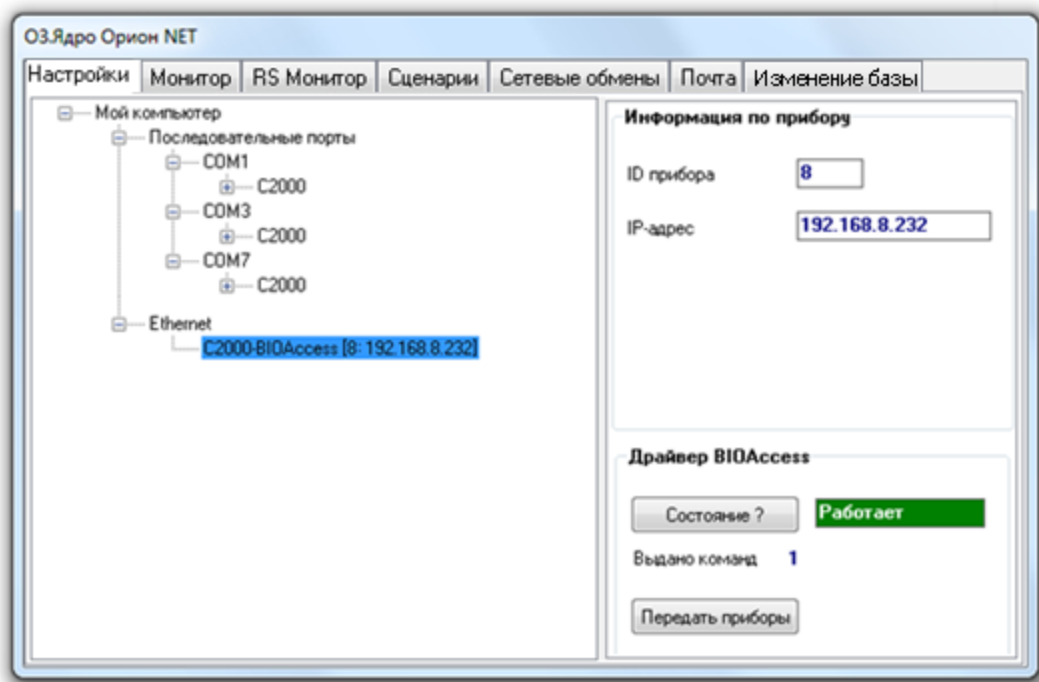 ОЗ.Ядро Орион NET
Настройки Монитор RS Монитор Сценарии Сетевые обмены Почта Изменение базы
Мой компьютер
Последовательные порты
COM1
C2000
COM3
C2000
COM7
C2000
Ethernet
C2000-BIOAccess [8: 192.168.8.232]
Информация по прибору
ID прибора 8
IP-адрес 192.168.8.232
Драйвер BIOAccess
Состояние ? Работает
Выдано команд 1
Передать приборы